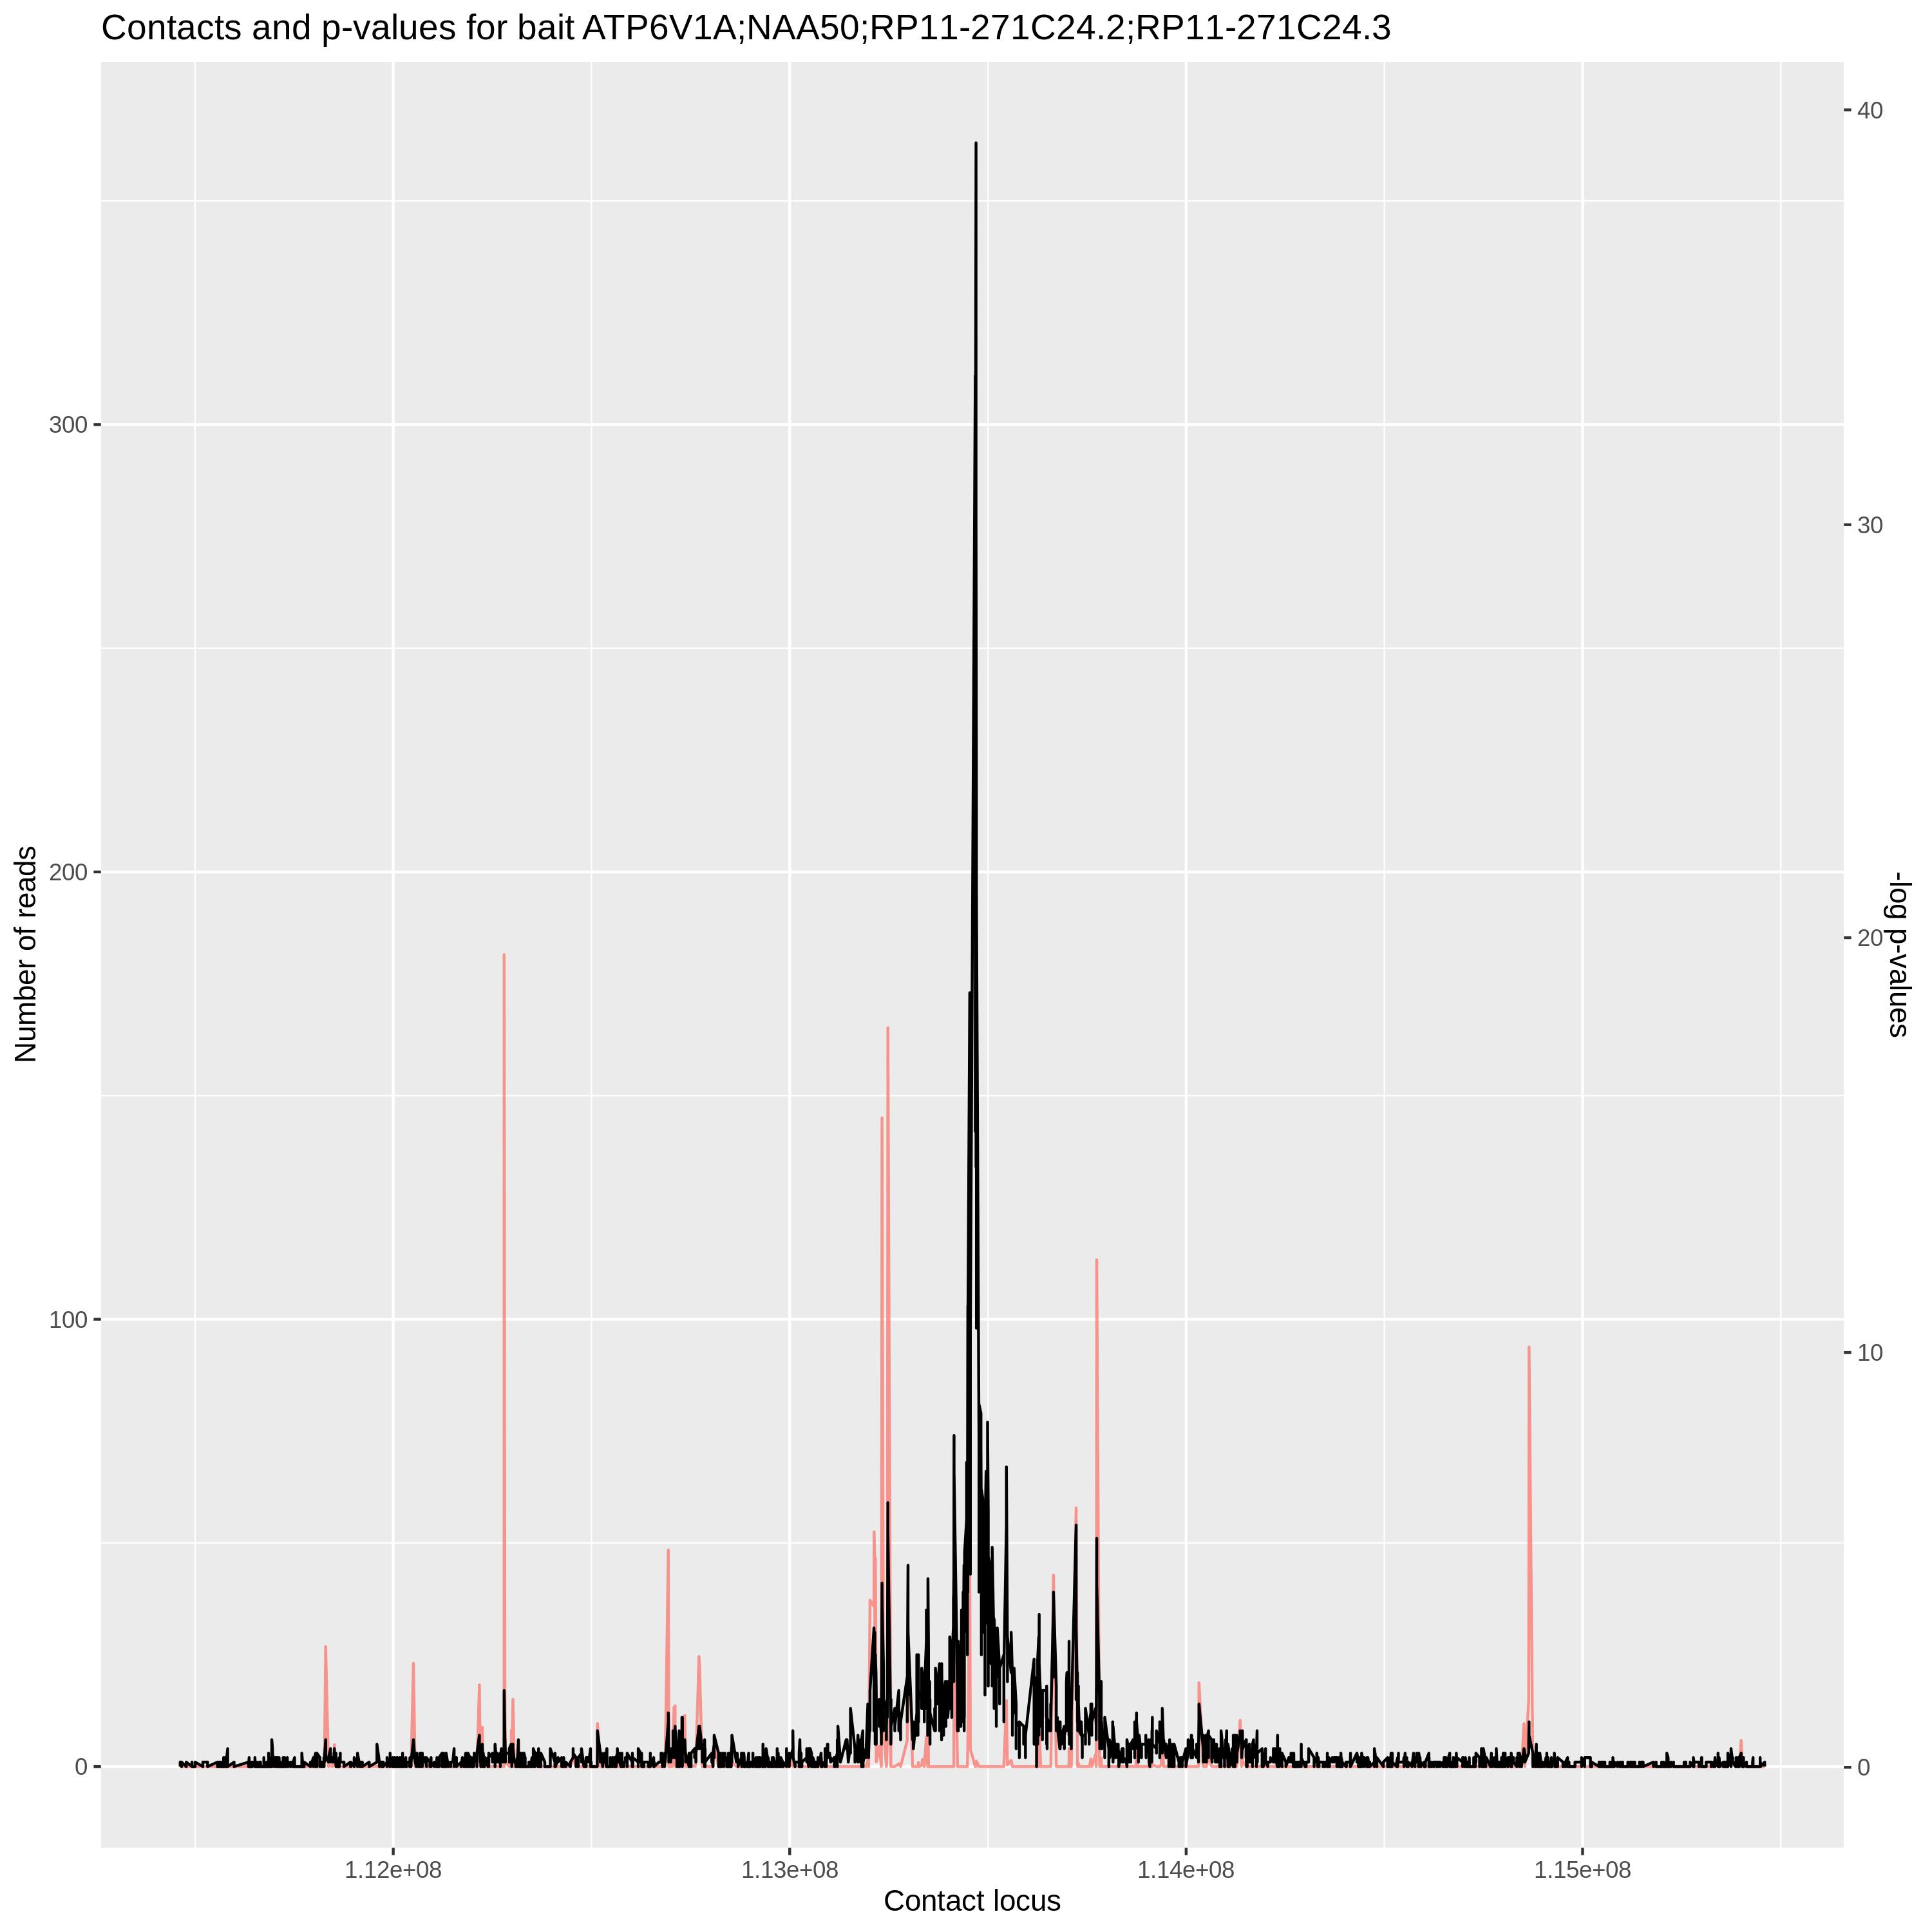 Contacts and p-values for bait ATP6V1A;NAA50;RP11-271C24.2;RP11-271C24.3
40
300
30
200
20
100
10
0
0
Number of reads
-log p-values
1.12e+08 1.13e+08 1.14e+08 1.15e+08
Contact locus